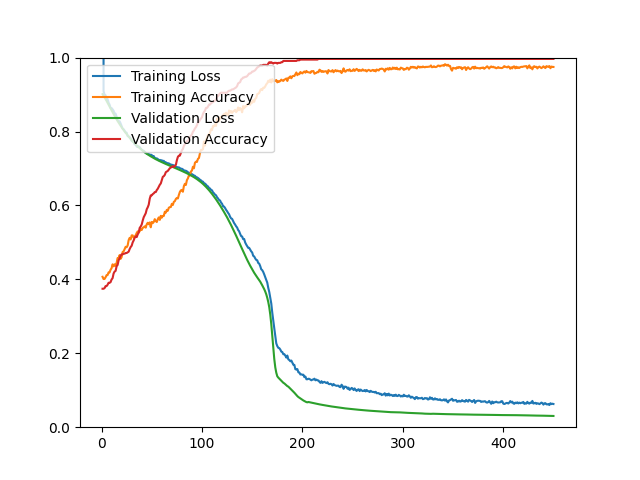 1.0
0.8
0.6
0.4
0.2
0.0
Training Loss
Training Accuracy
Validation Loss
Validation Accuracy
0 100 200 300 400